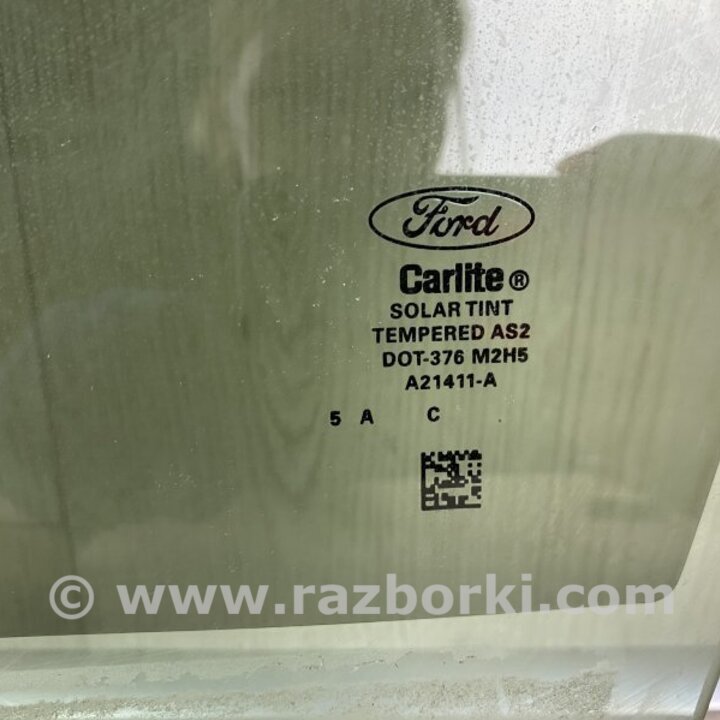 Ford
Carlite®
SOLAR TINT
TEMPERED AS2
DOT-376 M2H5
A21411-A
5 A C
© www.razborki.com